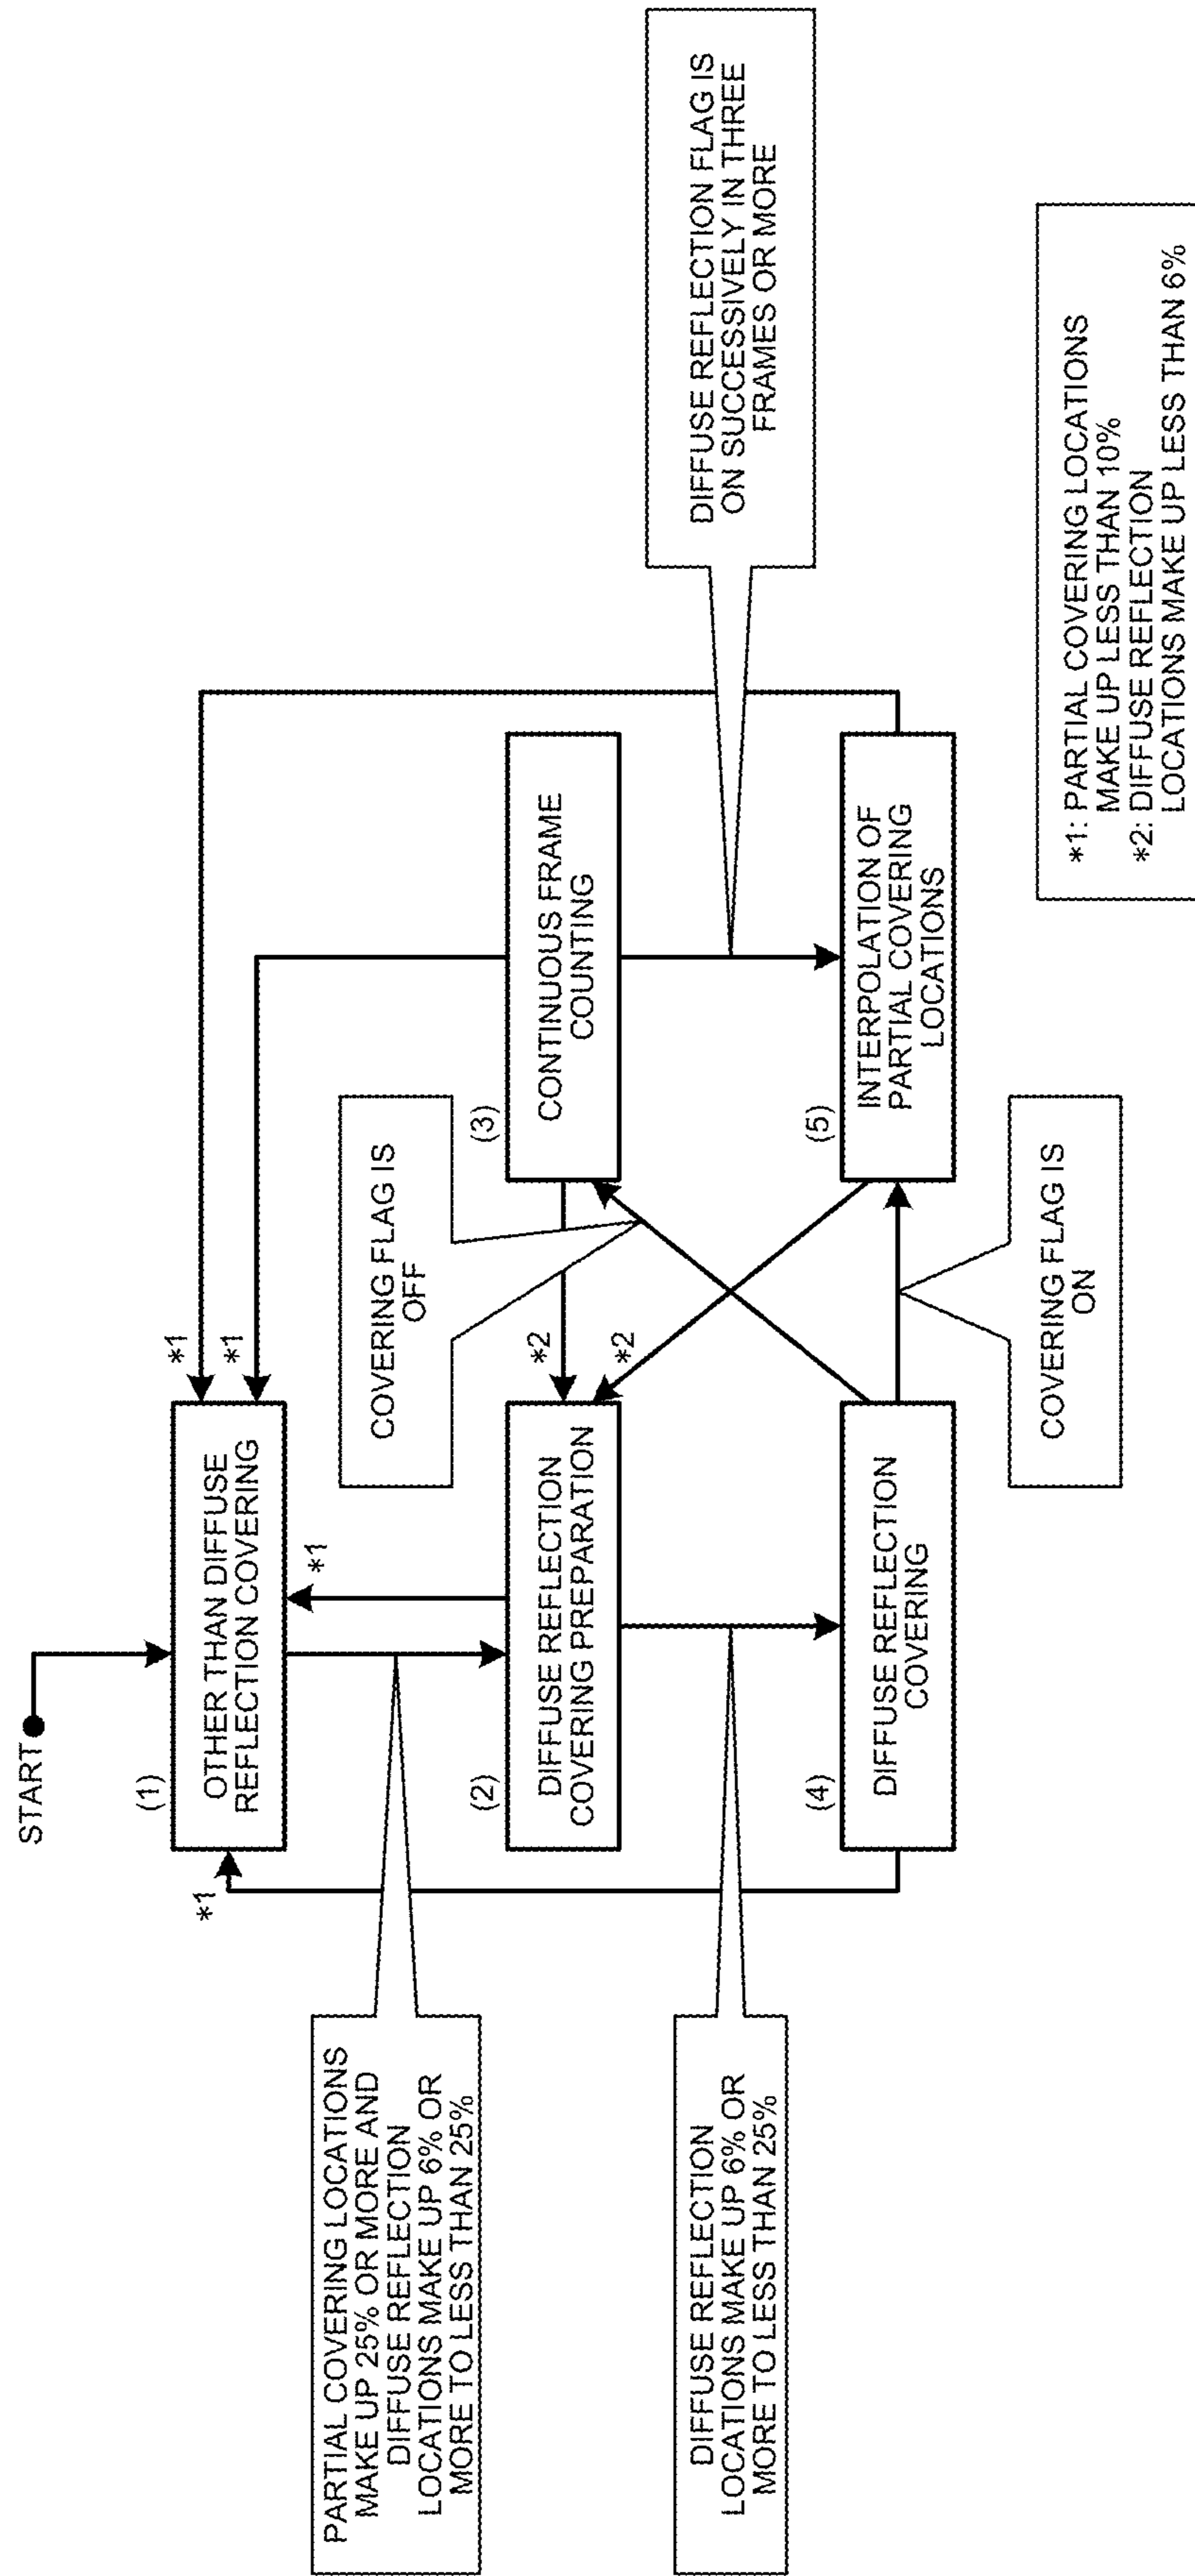 START
(1)
OTHER THAN DIFFUSE
REFLECTION COVERING
*1
*1
*1
*1
PARTIAL COVERING LOCATIONS
MAKE UP 25% OR MORE AND
DIFFUSE REFLECTION
LOCATIONS MAKE UP 6% OR
MORE TO LESS THAN 25%
COVERING FLAG IS
OFF
(2)
DIFFUSE REFLECTION
COVERING PREPARATION
*2
*2
(3)
CONTINUOUS FRAME
COUNTING
DIFFUSE REFLECTION
LOCATIONS MAKE UP 6% OR
MORE TO LESS THAN 25%
DIFFUSE REFLECTION FLAG IS
ON SUCCESSIVELY IN THREE
FRAMES OR MORE
(4)
DIFFUSE REFLECTION
COVERING
(5)
INTERPOLATION OF
PARTIAL COVERING
LOCATIONS
COVERING FLAG IS
ON
*1: PARTIAL COVERING LOCATIONS
MAKE UP LESS THAN 10%
*2: DIFFUSE REFLECTION
LOCATIONS MAKE UP LESS THAN 6%